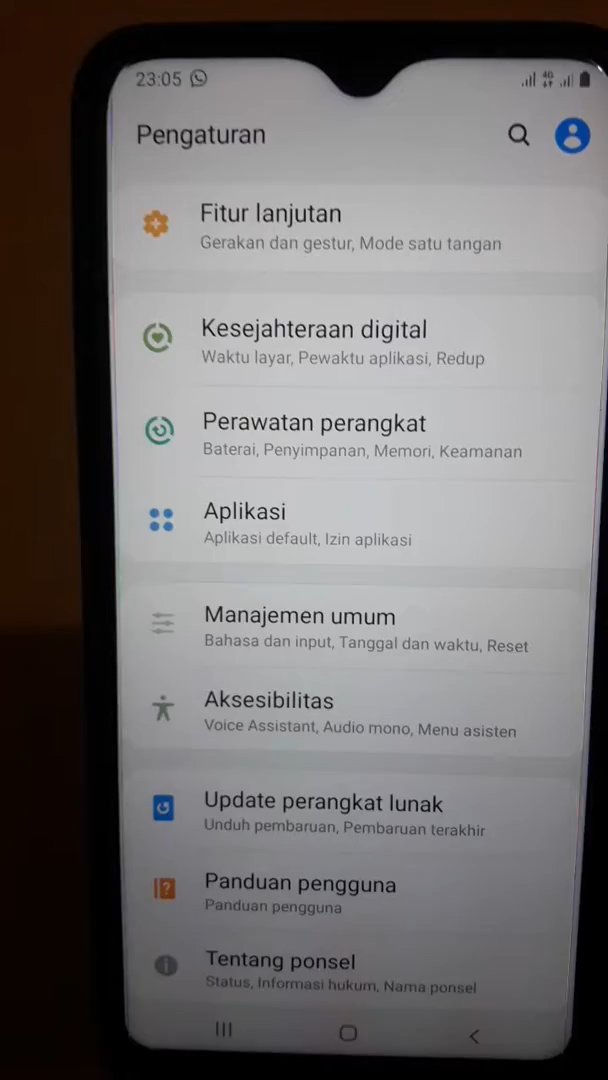 23:05
4G
Pengaturan
Fitur lanjutan
Gerakan dan gestur, Mode satu tangan
Kesejahteraan digital
Waktu layar, Pewaktu aplikasi, Redup
Perawatan perangkat
Baterai, Penyimpanan, Memori, Keamanan
Aplikasi
Aplikasi default, Izin aplikasi
Manajemen umum
Bahasa dan input, Tanggal dan waktu, Reset
Aksesibilitas
Voice Assistant, Audio mono, Menu asisten
Update perangkat lunak
Unduh pembaruan, Pembaruan terakhir
Panduan pengguna
Panduan pengguna
Tentang ponsel
Status, Informasi hukum, Nama ponsel